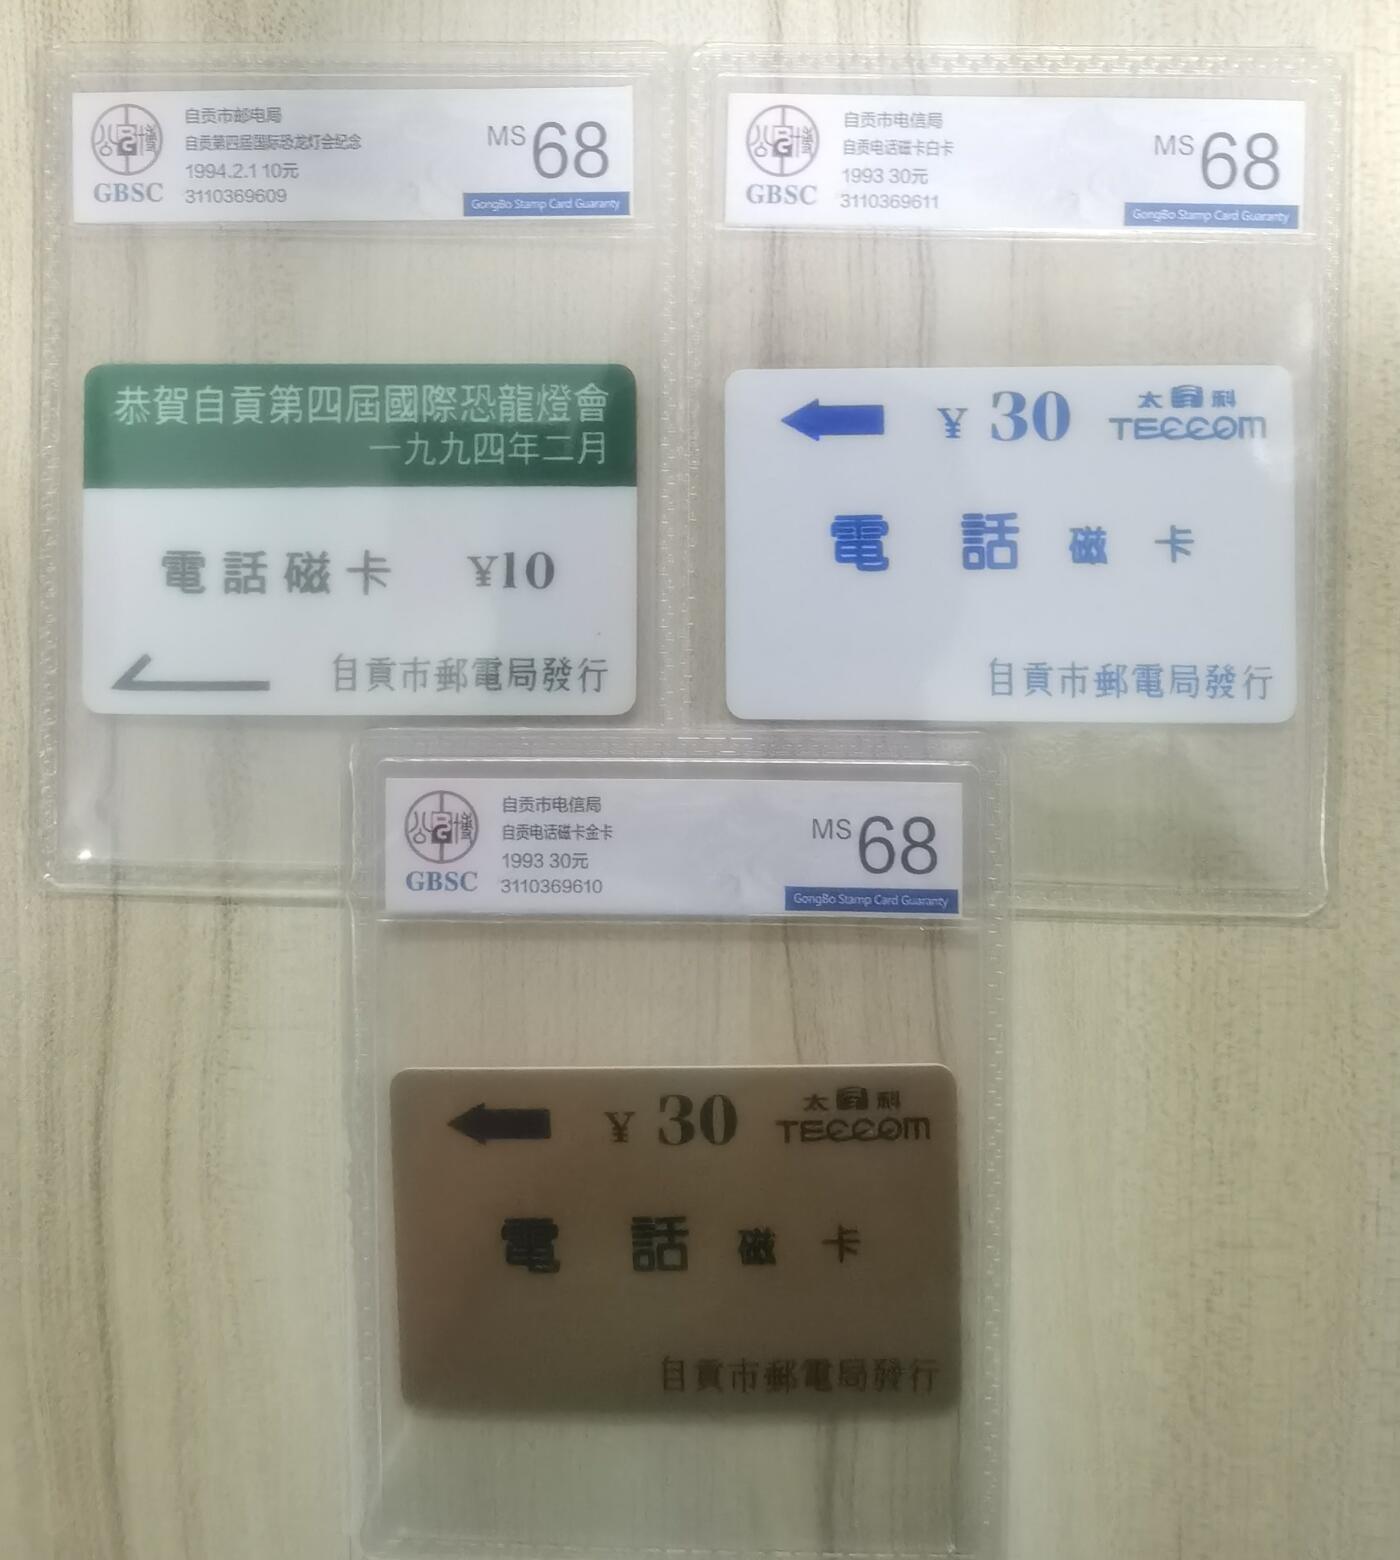 自贡市邮电局
自贡第四届国际恐龙灯会纪念
1994.2.1 10元
3110369609
GBSC
MS 68
GongBo Stamp Card Guaranty
恭賀自貢第四屆國際恐龍燈會
一九九四年二月
電話磁卡 ¥10
自貢市郵電局發行
自贡市电信局
自贡电话磁卡白卡
1993 30元
3110369611
GBSC
MS 68
GongBo Stamp Card Guaranty
¥ 30
TECCOM
電話磁卡
自貢市郵電局發行
自贡市电信局
自贡电话磁卡金卡
1993 30元
3110369610
GBSC
MS 68
GongBo Stamp Card Guaranty
¥ 30
TECCOM
電話磁卡
自貢市郵電局發行